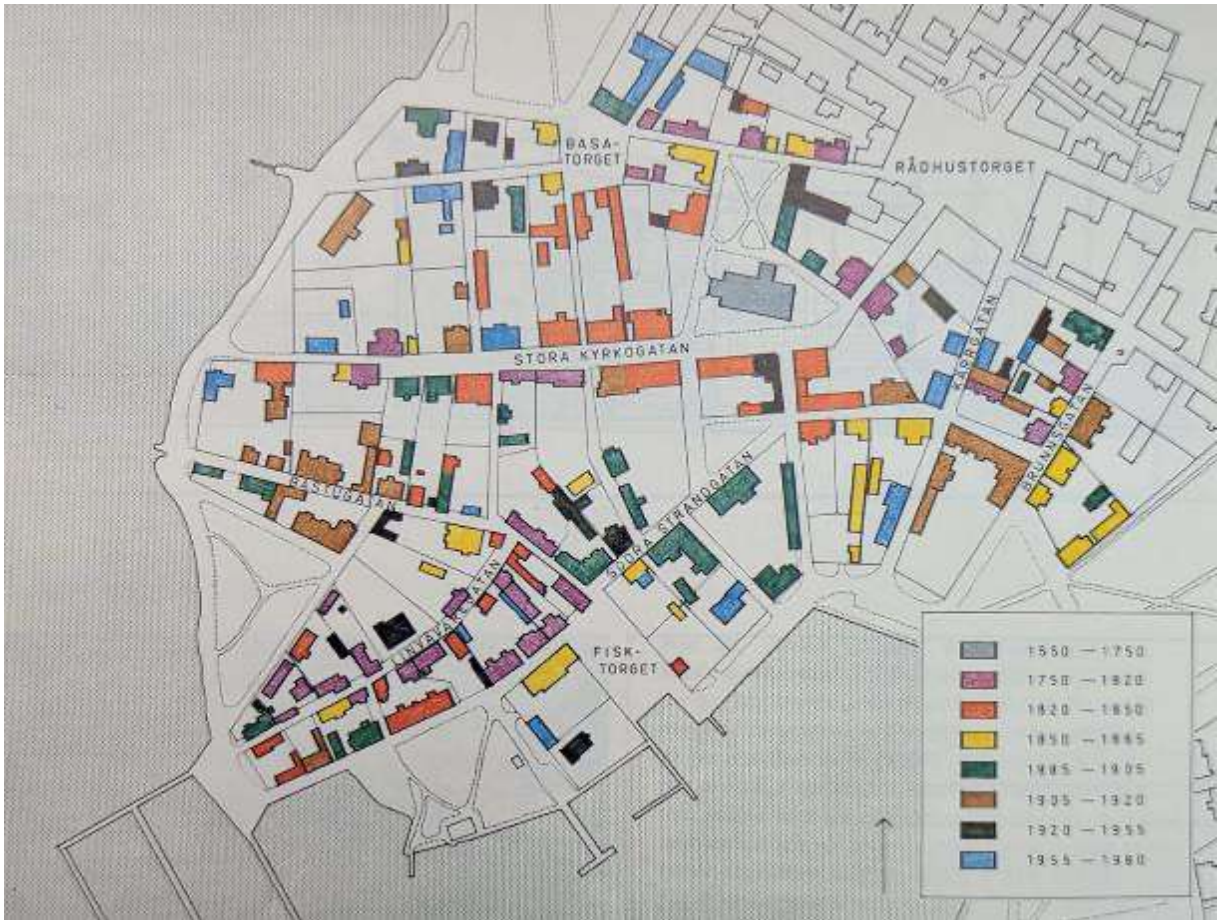 BASA-
TORGET
RÅDHUSTORGET
STORA KYRKOGATAN
BRUNNSGATAN
BASTUGATAN
SÖDRA STRANDGATAN
FISK-
TORGET
1550 — 1750
1750 — 1820
1820 — 1850
1850 — 1885
1885 — 1905
1905 — 1920
1920 — 1955
1955 — 1980